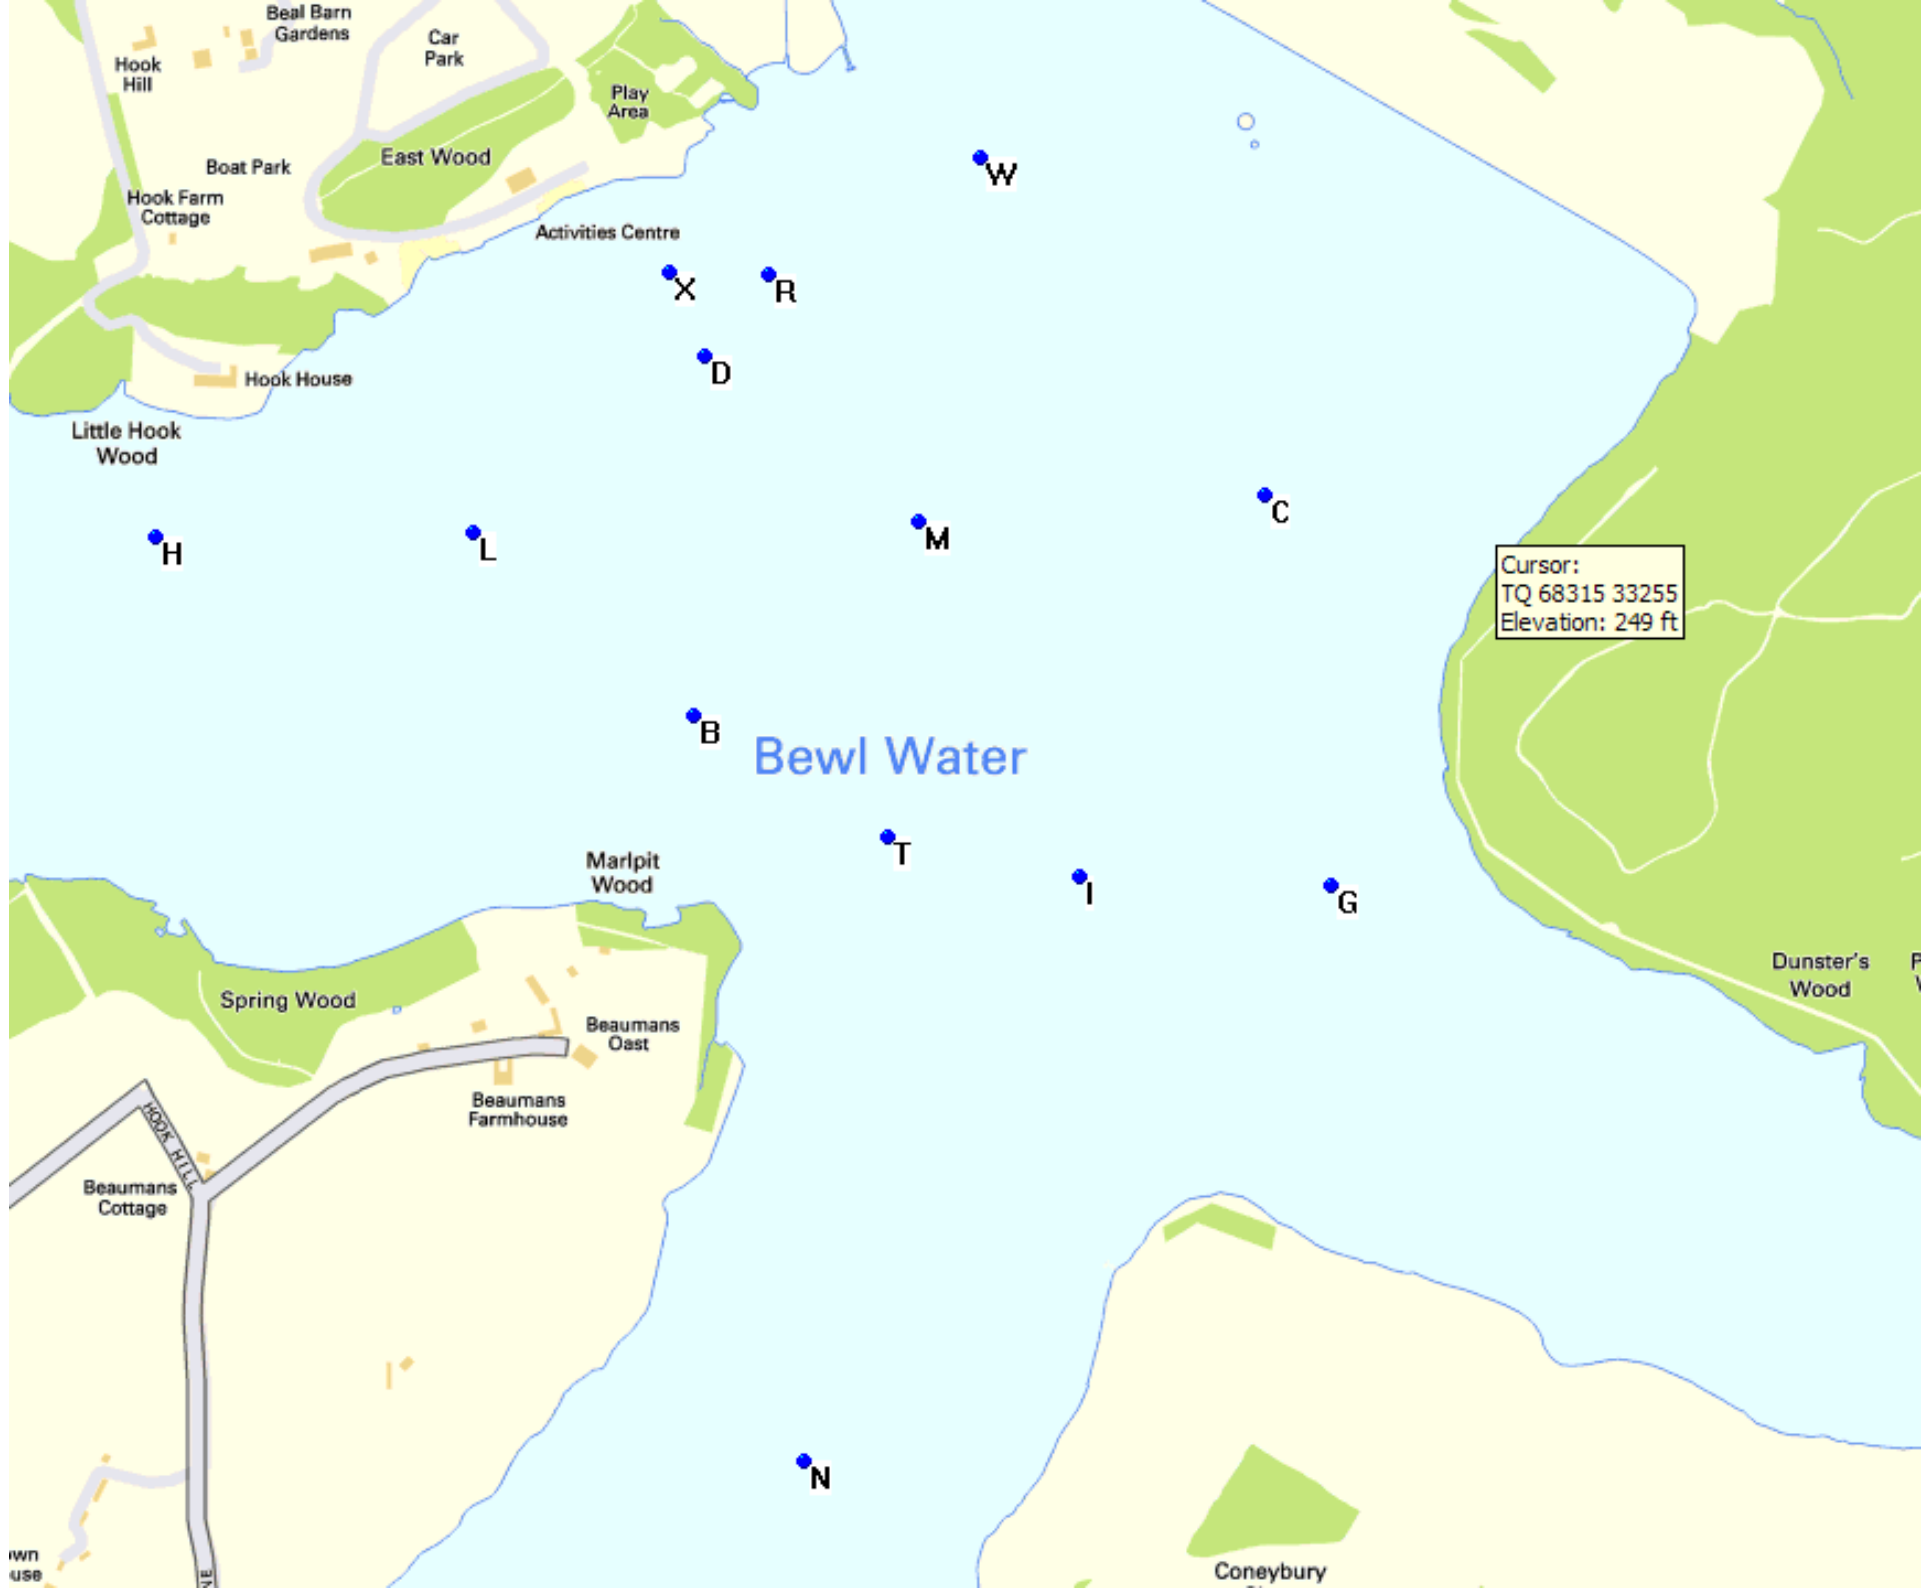 Beal Barn
Gardens
Car
Park
Hook
Hill
Play
Area
East Wood
Boat Park
W
Hook Farm
Cottage
Activities Centre
X
R
D
Hook House
Little Hook
Wood
C
M
L
H
Cursor:
TQ 68315 33255
Elevation: 249 ft
B
Bewl Water
T
Marlpit
Wood
I
G
Dunster's
Wood
Spring Wood
Beaumans
Oast
Beaumans
Farmhouse
HOOK HILL
Beaumans
Cottage
N
Coneybury